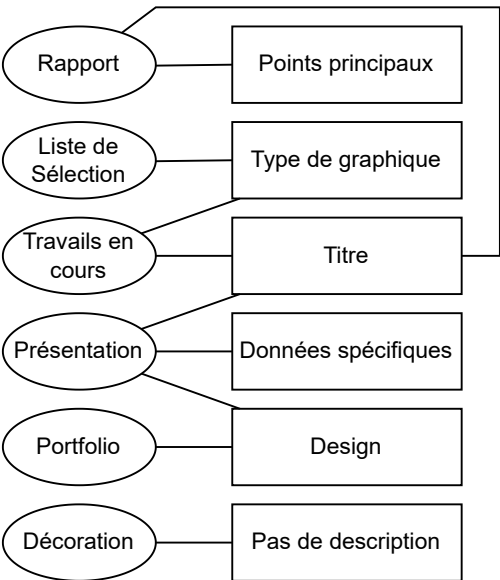 Rapport
Points principaux
Liste de
Sélection
Type de graphique
Travails en
cours
Titre
Présentation
Données spécifiques
Portfolio
Design
Décoration
Pas de description